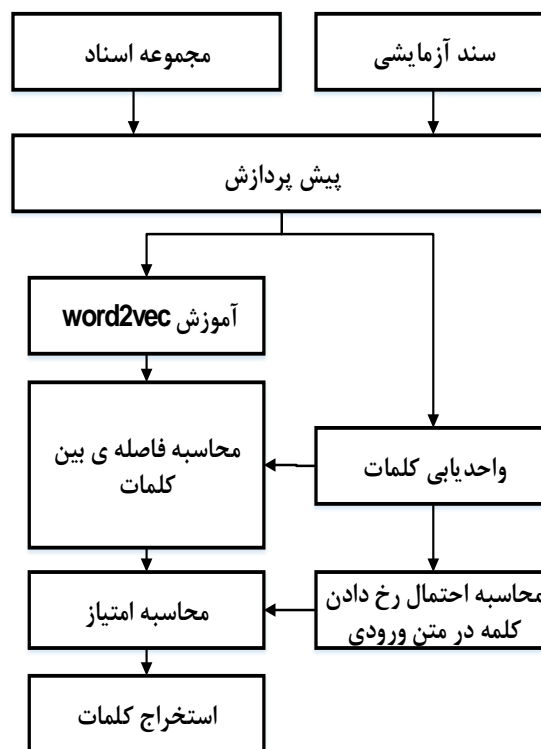 سند آزمایشی
مجموعه اسناد
پیش پردازش
آموزش word2vec
محاسبه فاصله ی بین
کلمات
واحدیابی کلمات
محاسبه احتمال رخ دادن
کلمه در متن ورودی
محاسبه امتیاز
استخراج کلمات